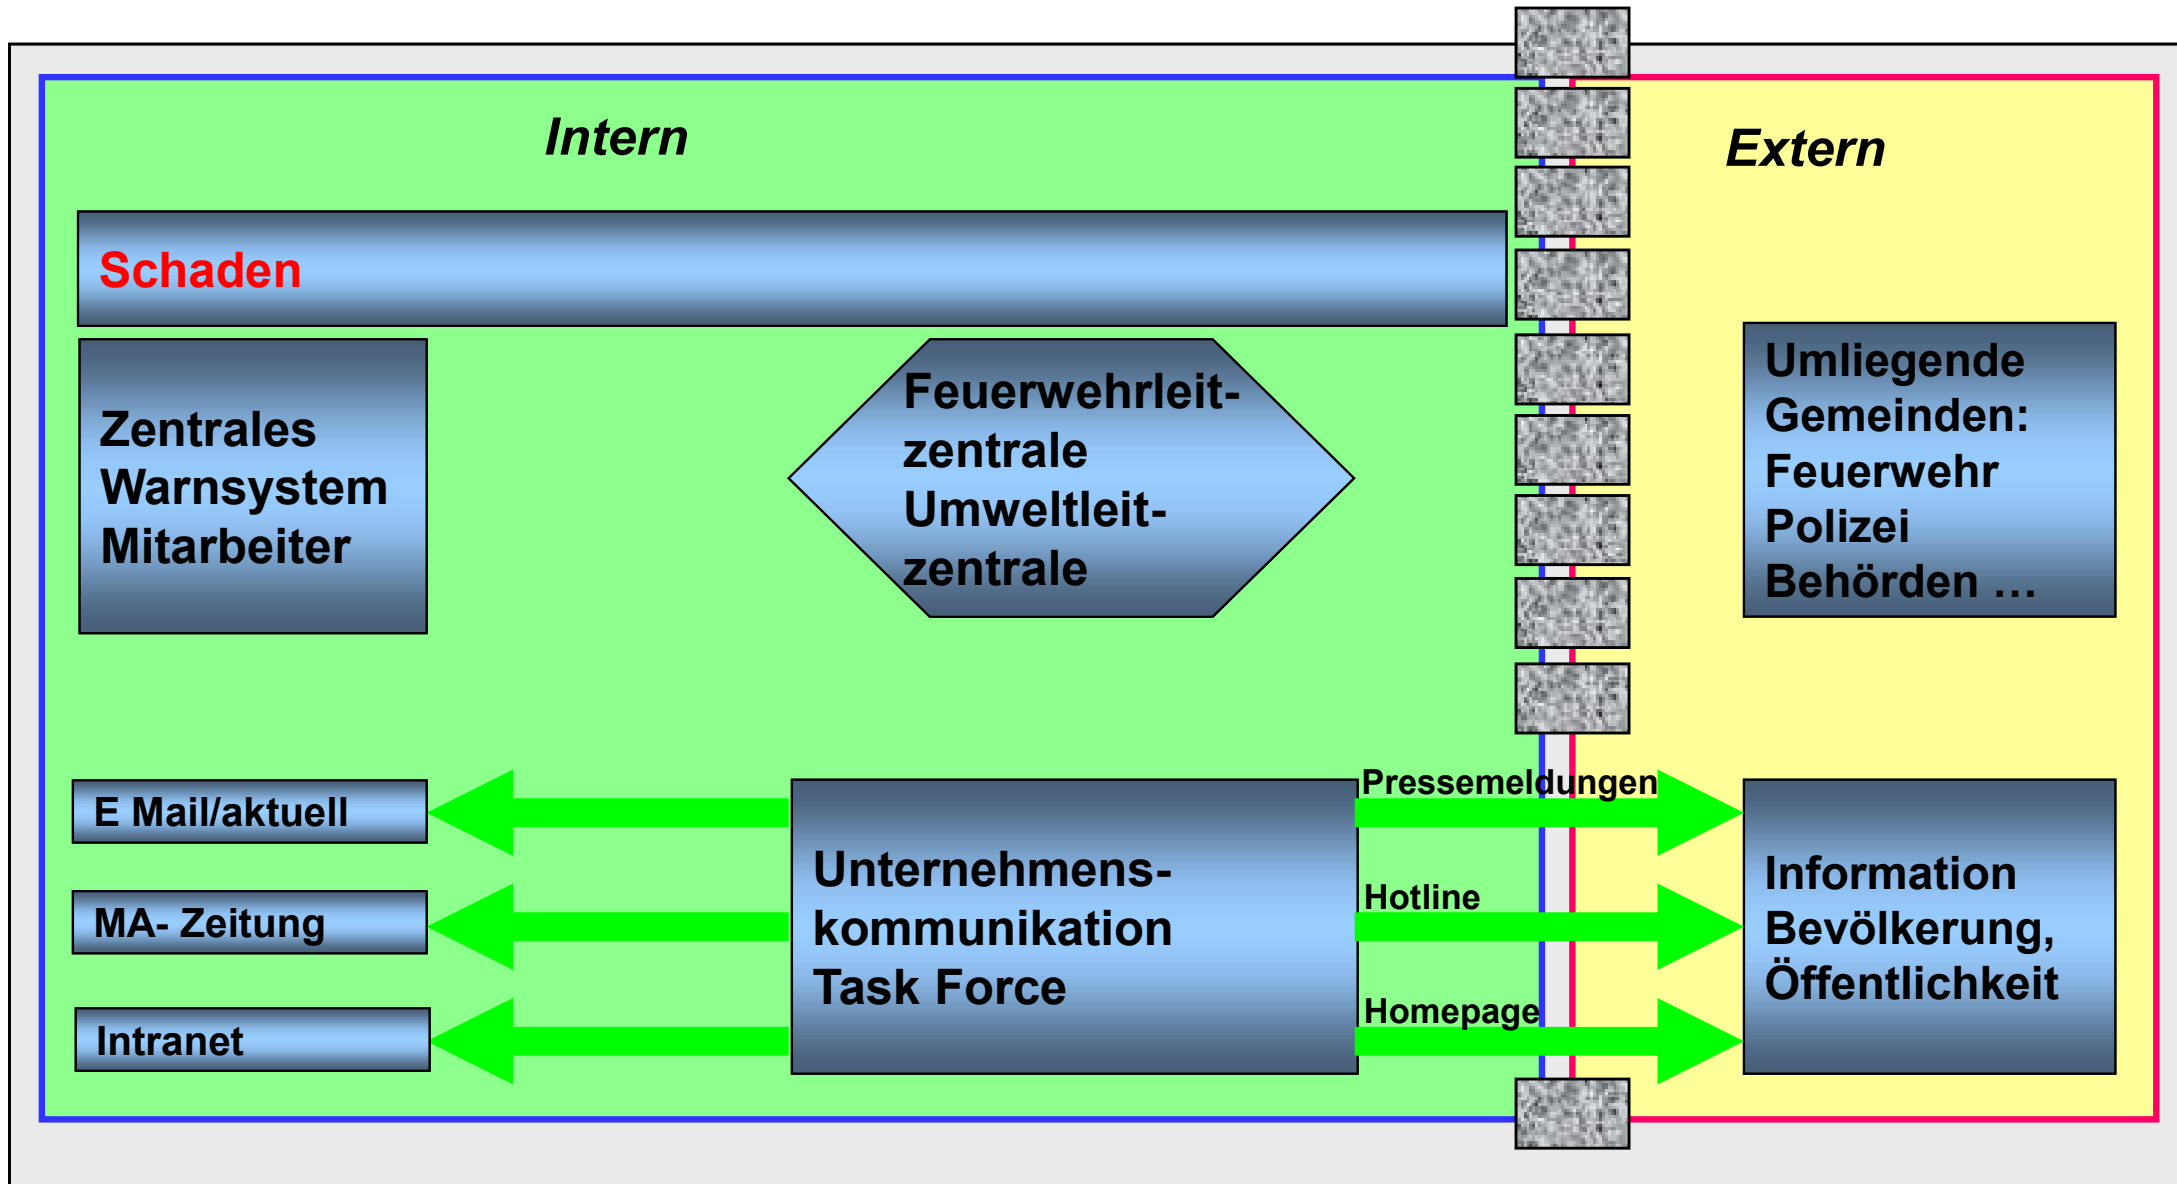 Intern
Extern
Schaden
Zentrales
Warnsystem
Mitarbeiter
Feuerwehrleit-
zentrale
Umweltleit-
zentrale
Umliegende
Gemeinden:
Feuerwehr
Polizei
Behörden …
E Mail/aktuell
MA- Zeitung
Intranet
Unternehmens-
kommunikation
Task Force
Pressemeldungen
Hotline
Homepage
Information
Bevölkerung,
Öffentlichkeit